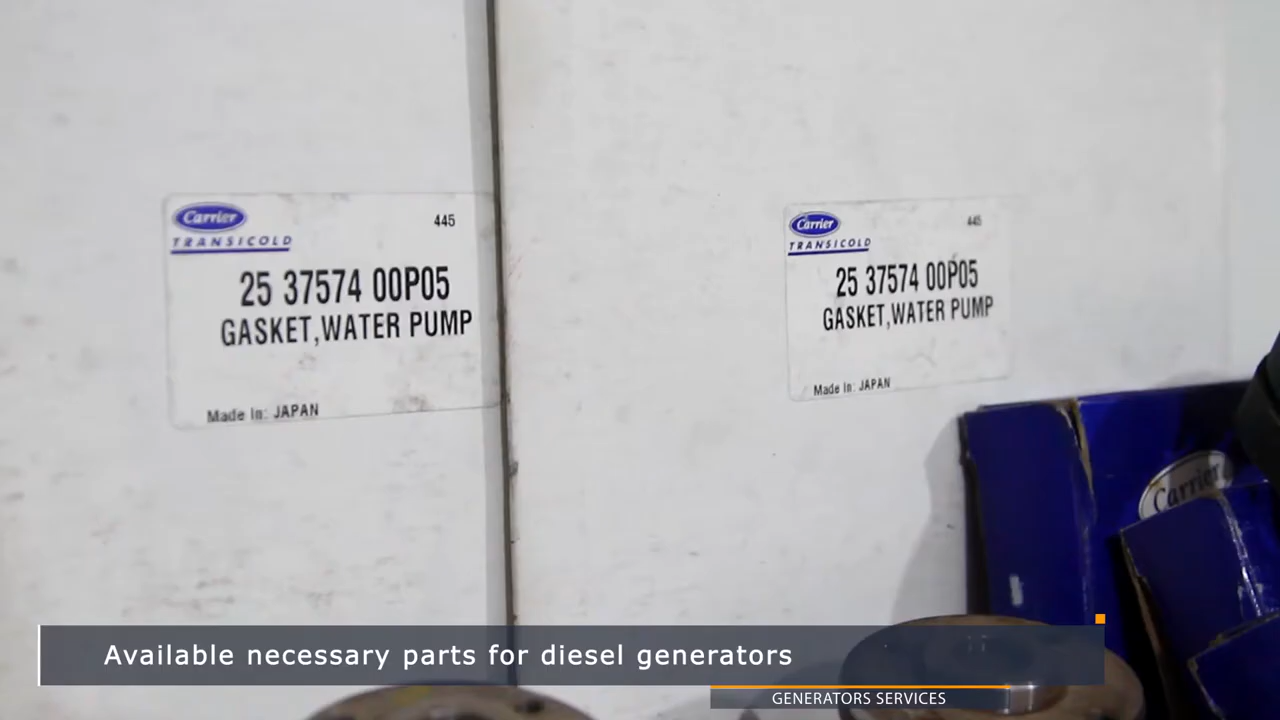 Carrier
TRANSICOLD
445
25 37574 00P05
GASKET,WATER PUMP
Made In: JAPAN
Carrier
TRANSICOLD
445
25 37574 00P05
GASKET,WATER PUMP
Made In: JAPAN
Carrier
Available necessary parts for diesel generators
GENERATORS SERVICES